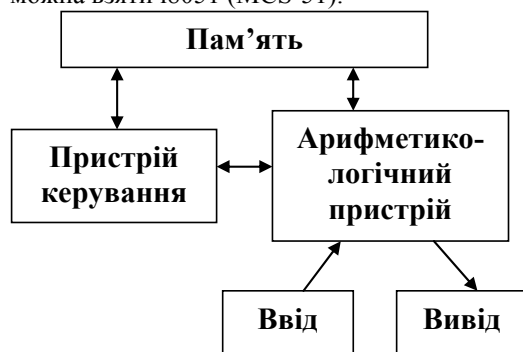 можна взяти i8051 (MCS-51).
Пам’ять
Пристрій
керування
Арифметико-
логічний
пристрій
Ввід
Вивід